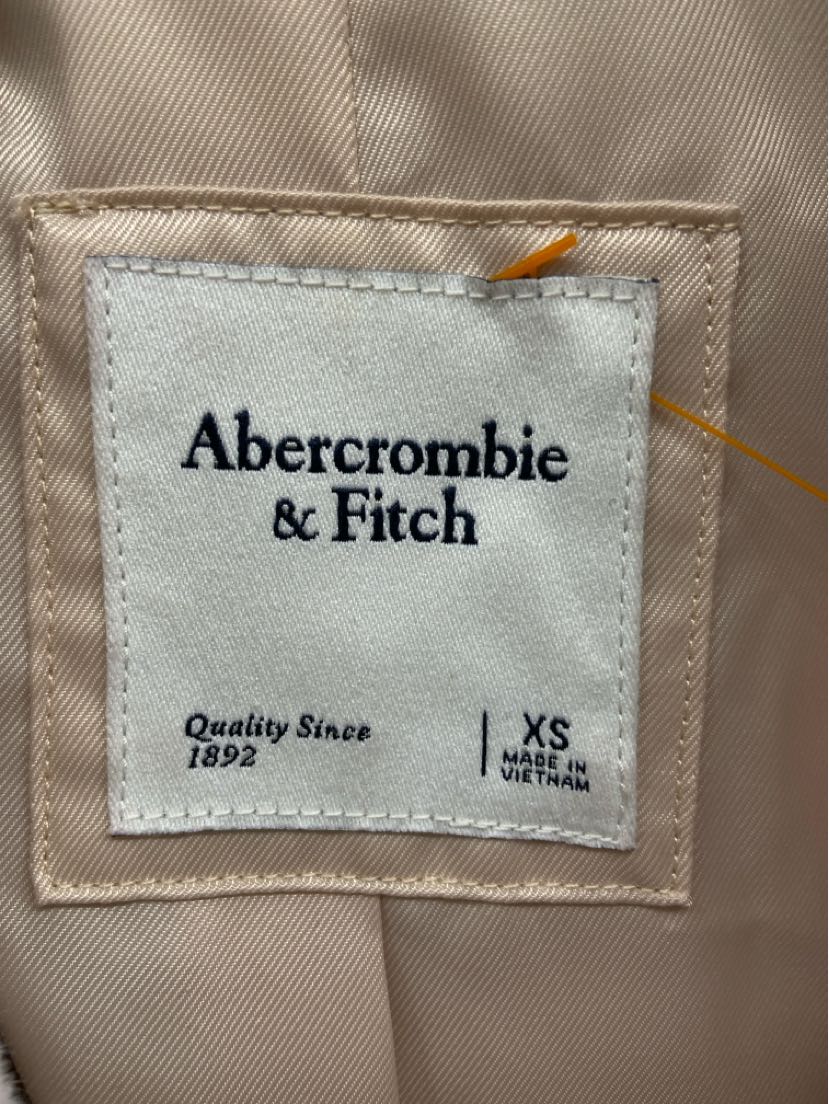 Abercrombie
& Fitch
Quality Since
1892
XS
MADE IN
VIETNAM